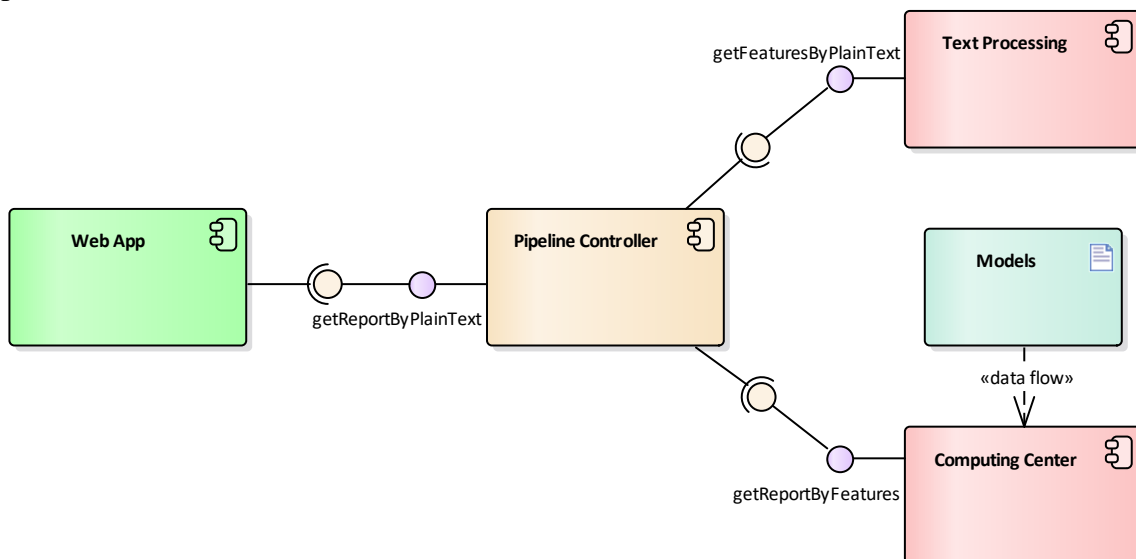 getFeaturesByPlainText
Text Processing
Web App
Pipeline Controller
Models
getReportByPlainText
«data flow»
Computing Center
getReportByFeatures